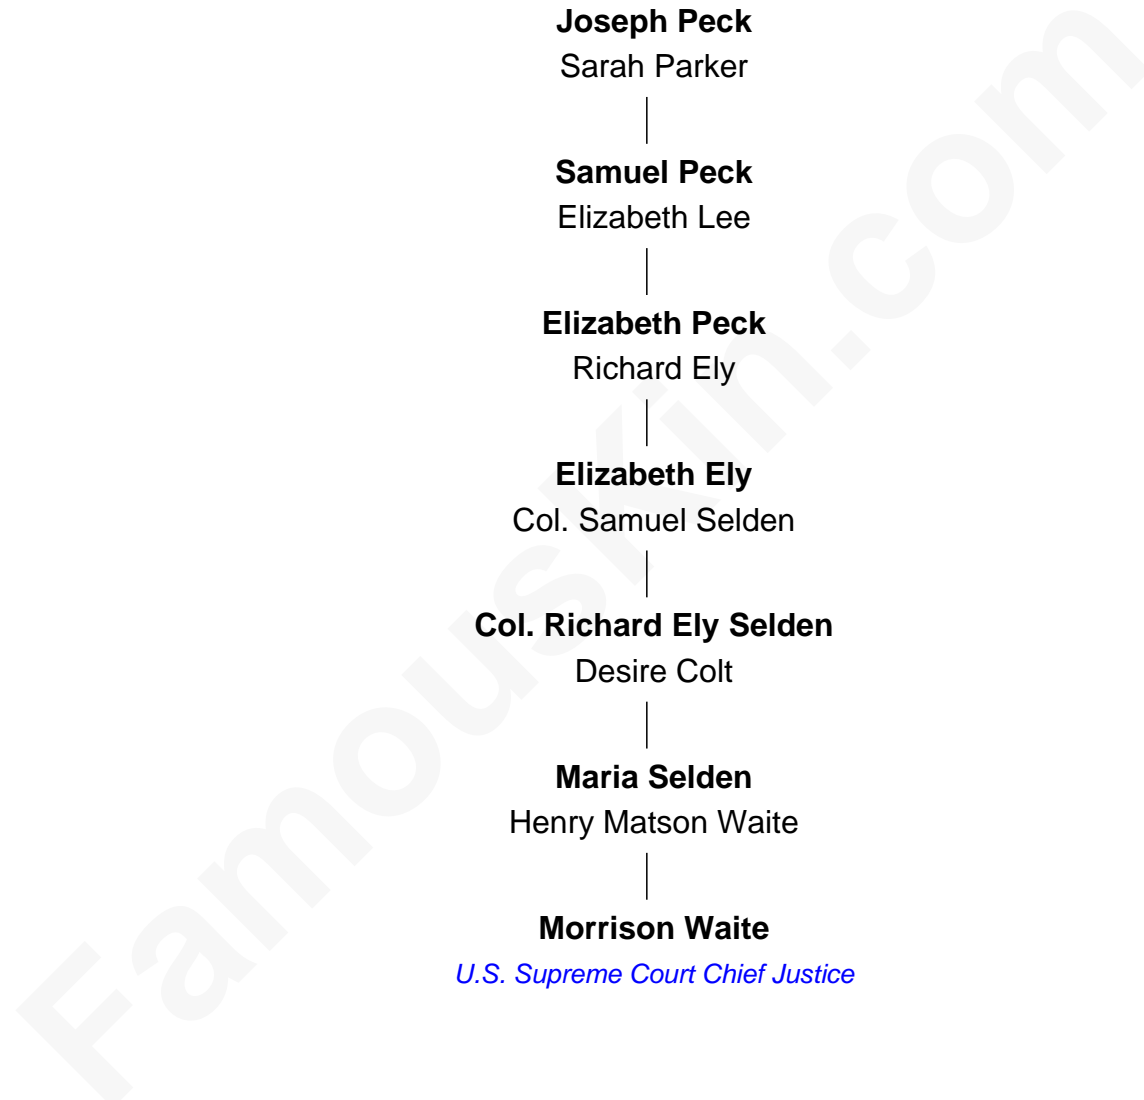 Joseph Peck
Sarah Parker
Samuel Peck
Elizabeth Lee
Elizabeth Peck
Richard Ely
Elizabeth Ely
Col. Samuel Selden
Col. Richard Ely Selden
Desire Colt
Maria Selden
Henry Matson Waite
Morrison Waite
U.S. Supreme Court Chief Justice
FamousKin.com